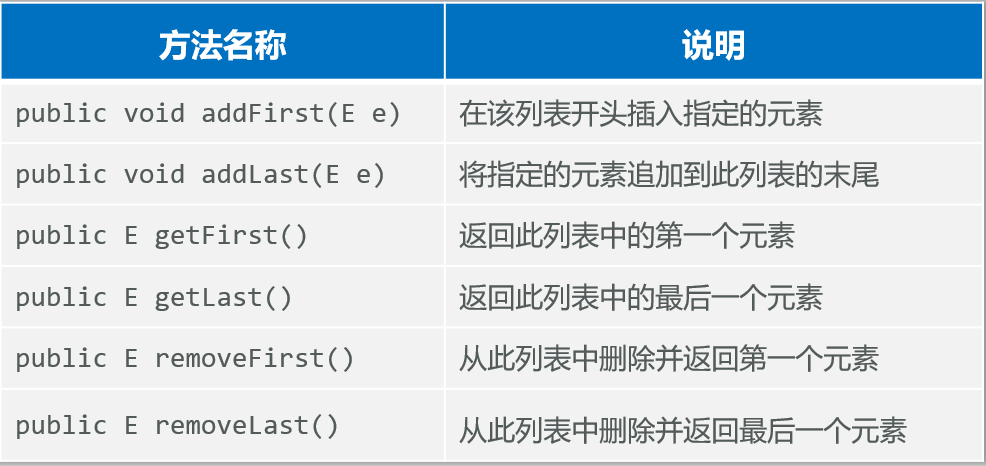 方法名称 说明
public void addFirst(E e) 在该列表开头插入指定的元素
public void addLast(E e) 将指定的元素追加到此列表的末尾
public E getFirst() 返回此列表中的第一个元素
public E getLast() 返回此列表中的最后一个元素
public E removeFirst() 从此列表中删除并返回第一个元素
public E removeLast() 从此列表中删除并返回最后一个元素